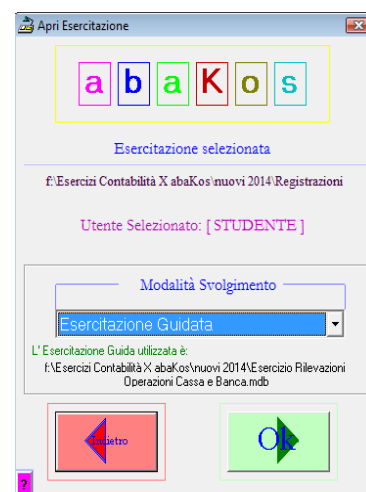 Apri Esercitazione
abaKos
Esercitazione selezionata
f:\Esercizi Contabilità X abaKos\nuovi 2014\Registrazioni
Utente Selezionato: [ STUDENTE ]
Modalità Svolgimento
Esercitazione Guidata
L' Esercitazione Guida utilizzata è:
f:\Esercizi Contabilità X abaKos\nuovi 2014\Esercizio Rilevazioni
Operazioni Cassa e Banca.mdb
Indietro
Ok
?